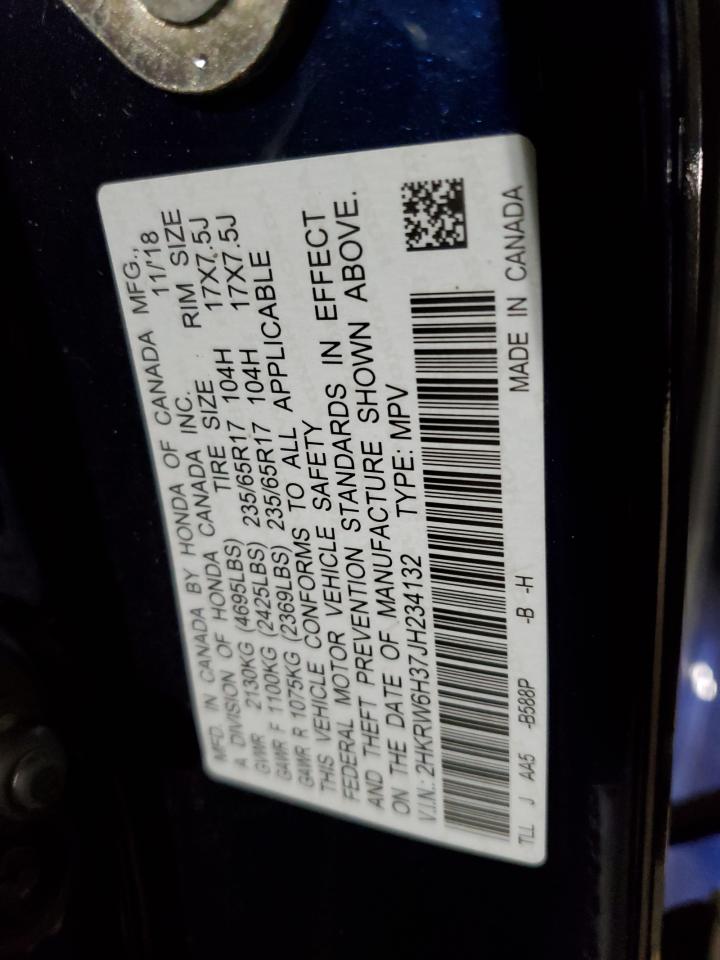 MFD. IN CANADA BY HONDA OF CANADA MFG.,
A DIVISION OF HONDA CANADA INC. 11/'18
GVWR 2130KG (4695LBS) TIRE SIZE RIM SIZE
GAWR F 1100KG (2425LBS) 235/65R17 104H 17X7.5J
GAWR R 1075KG (2369LBS) 235/65R17 104H 17X7.5J
THIS VEHICLE CONFORMS TO ALL APPLICABLE
FEDERAL MOTOR VEHICLE SAFETY
AND THEFT PREVENTION STANDARDS IN EFFECT
ON THE DATE OF MANUFACTURE SHOWN ABOVE.
V.I.N.: 2HKRW6H37JH234132 TYPE: MPV
TLL J AA5 -B588P -B -H MADE IN CANADA